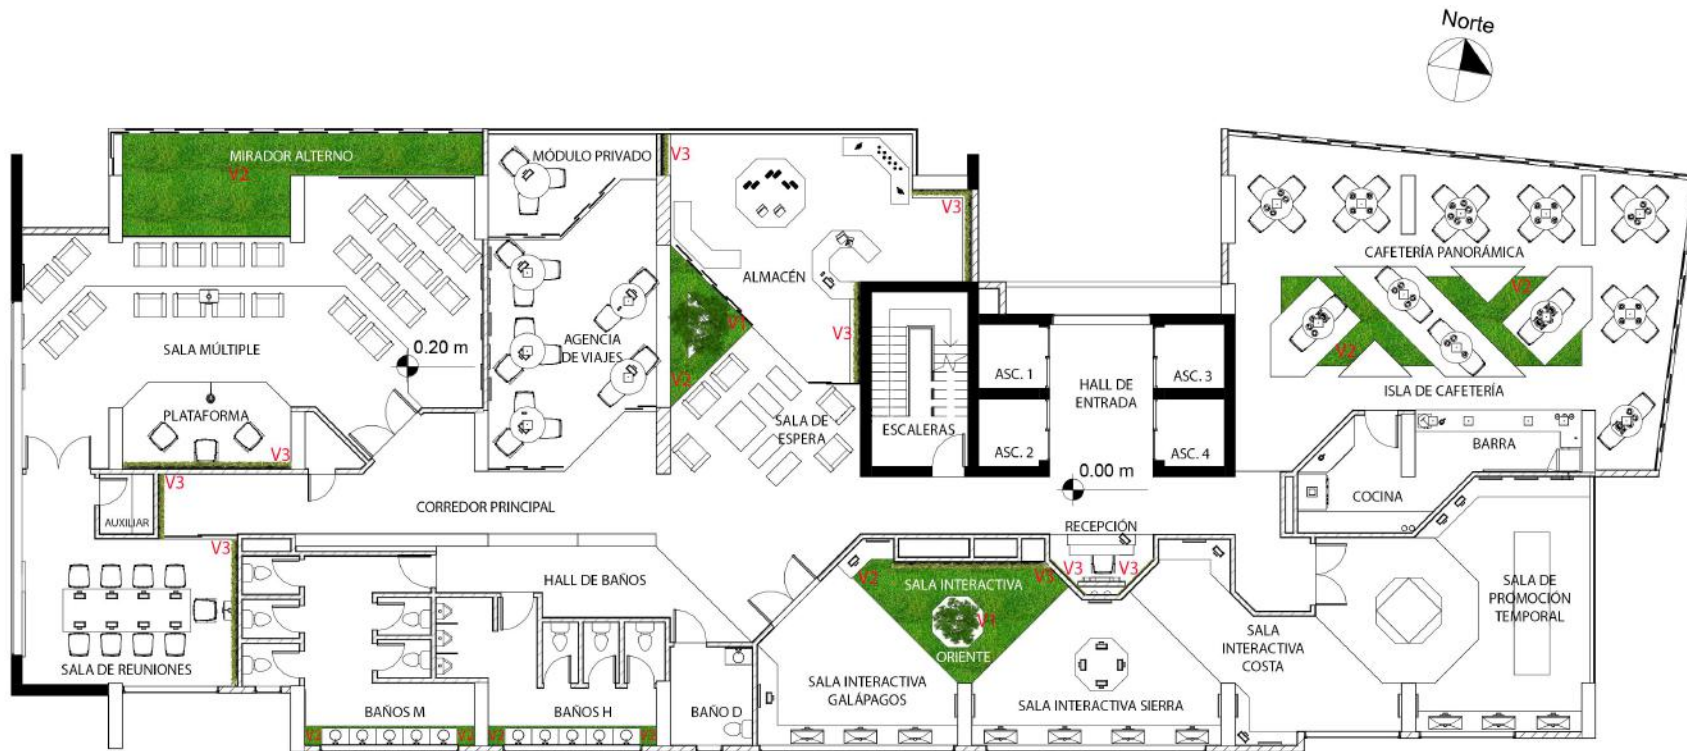 Norte
MIRADOR ALTERNO
V2
MÓDULO PRIVADO
V3
V3
CAFETERÍA PANORÁMICA
ALMACÉN
V2
V1
V3
AGENCIA
DE VIAJES
SALA MÚLTIPLE
0.20 m
V2
V2
ASC. 1
ASC. 3
HALL DE
ENTRADA
ISLA DE CAFETERÍA
PLATAFORMA
V3
SALA DE
ESPERA
ESCALERAS
ASC. 2
ASC. 4
BARRA
0.00 m
V3
COCINA
AUXILIAR
CORREDOR PRINCIPAL
RECEPCIÓN
V3
HALL DE BAÑOS
V2
SALA INTERACTIVA
V3
V3
V3
V1
ORIENTE
SALA DE
PROMOCIÓN
TEMPORAL
SALA
INTERACTIVA
COSTA
SALA DE REUNIONES
SALA INTERACTIVA
GALÁPAGOS
SALA INTERACTIVA SIERRA
BAÑOS M
BAÑOS H
BAÑO D
V2
V2
V2
V2